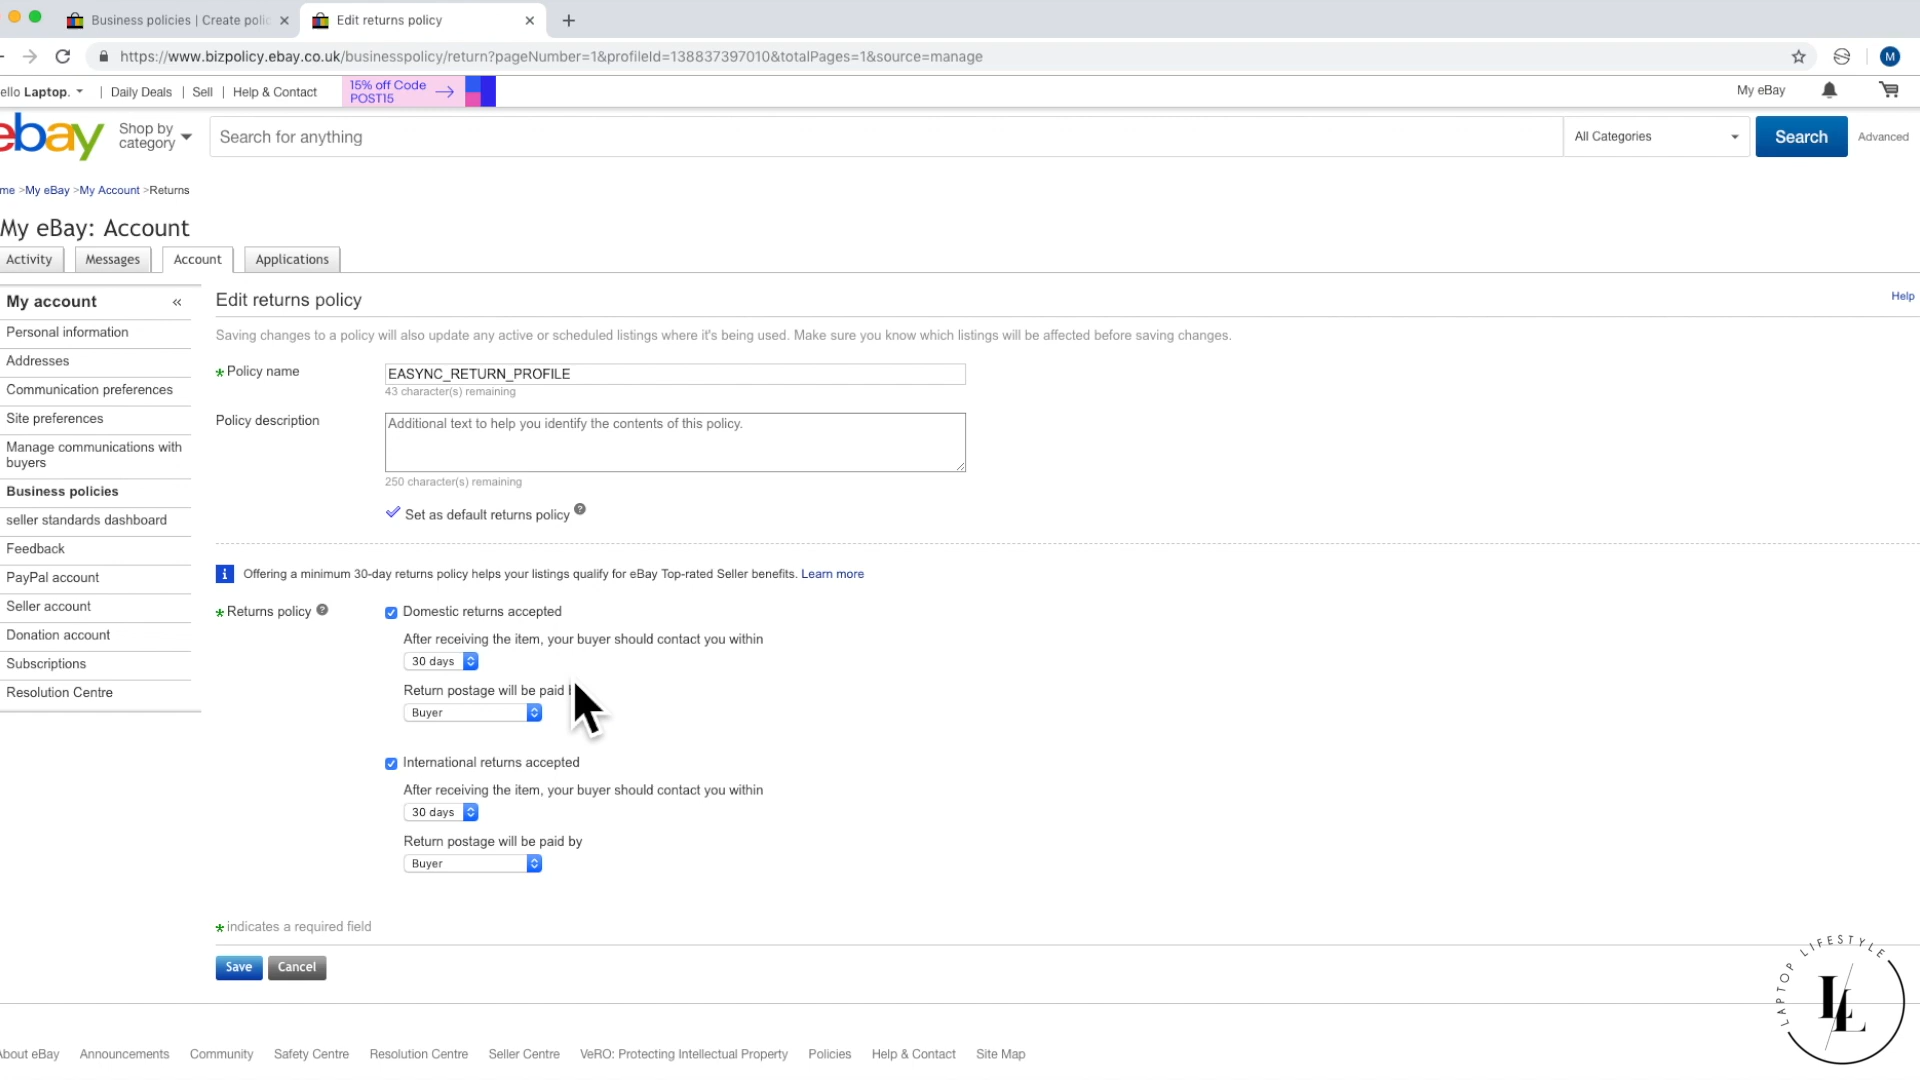 Business policies | Create polic
Edit returns policy
https://www.bizpolicy.ebay.co.uk/businesspolicy/return?pageNumber=1&profileId=138837397010&totalPages=1&source=manage
M
ello Laptop.
Daily Deals
Sell
Help & Contact
15% off Code
POST15
My eBay
ebay
Shop by
category
Search for anything
All Categories
Search
Advanced
me >My eBay >My Account >Returns
My eBay: Account
Activity
Messages
Account
Applications
My account «
Personal information
Addresses
Communication preferences
Site preferences
Manage communications with
buyers
Business policies
seller standards dashboard
Feedback
PayPal account
Seller account
Donation account
Subscriptions
Resolution Centre
Edit returns policy
Help
Saving changes to a policy will also update any active or scheduled listings where it's being used. Make sure you know which listings will be affected before saving changes.
* Policy name
EASYNC_RETURN_PROFILE
43 character(s) remaining
Policy description
Additional text to help you identify the contents of this policy.
250 character(s) remaining
Set as default returns policy ?
i Offering a minimum 30-day returns policy helps your listings qualify for eBay Top-rated Seller benefits. Learn more
* Returns policy ?
Domestic returns accepted
After receiving the item, your buyer should contact you within
30 days
Return postage will be paid
Buyer
International returns accepted
After receiving the item, your buyer should contact you within
30 days
Return postage will be paid by
Buyer
* indicates a required field
Save
Cancel
About eBay
Announcements
Community
Safety Centre
Resolution Centre
Seller Centre
VeRO: Protecting Intellectual Property
Policies
Help & Contact
Site Map
LAPTOP LIFESTYLE
LL